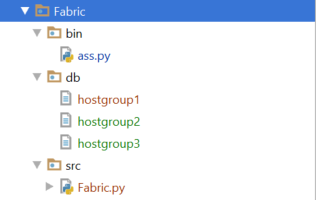 Fabric
bin
ass.py
db
hostgroup1
hostgroup2
hostgroup3
src
Fabric.py